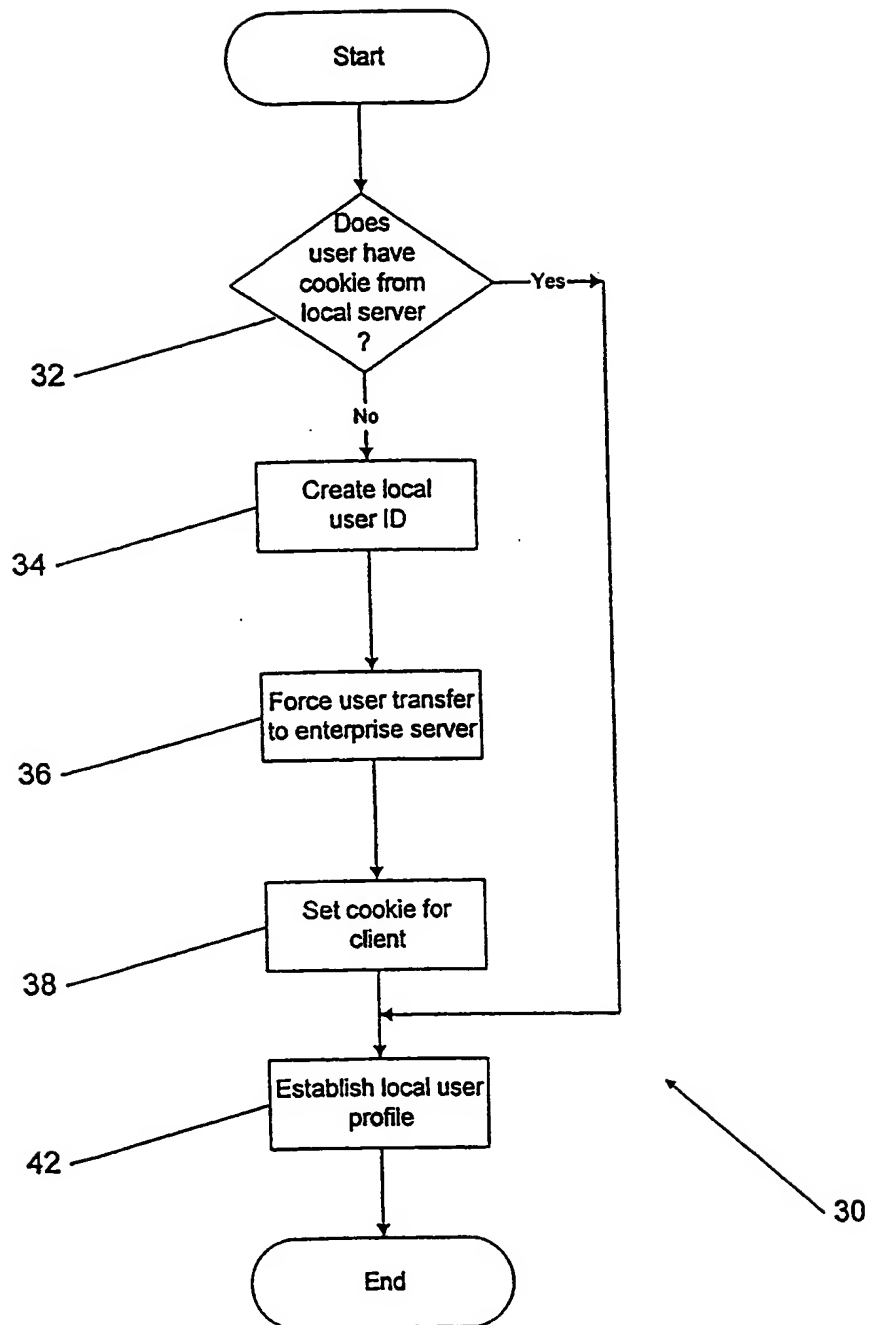 Start
Does
user have
cookie from
local server
?
Yes
32
No
Create local
user ID
34
Force user transfer
to enterprise server
36
Set cookie for
client
38
Establish local user
profile
42
30
End